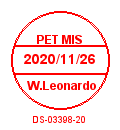 PET MIS
2020/11/26
W.Leonardo
DS-03398-20